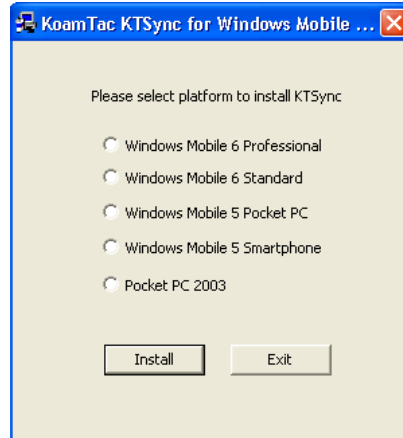 KoamTac KTSync for Windows Mobile ...
Please select platform to install KTSync
Windows Mobile 6 Professional
Windows Mobile 6 Standard
Windows Mobile 5 Pocket PC
Windows Mobile 5 Smartphone
Pocket PC 2003
Install Exit